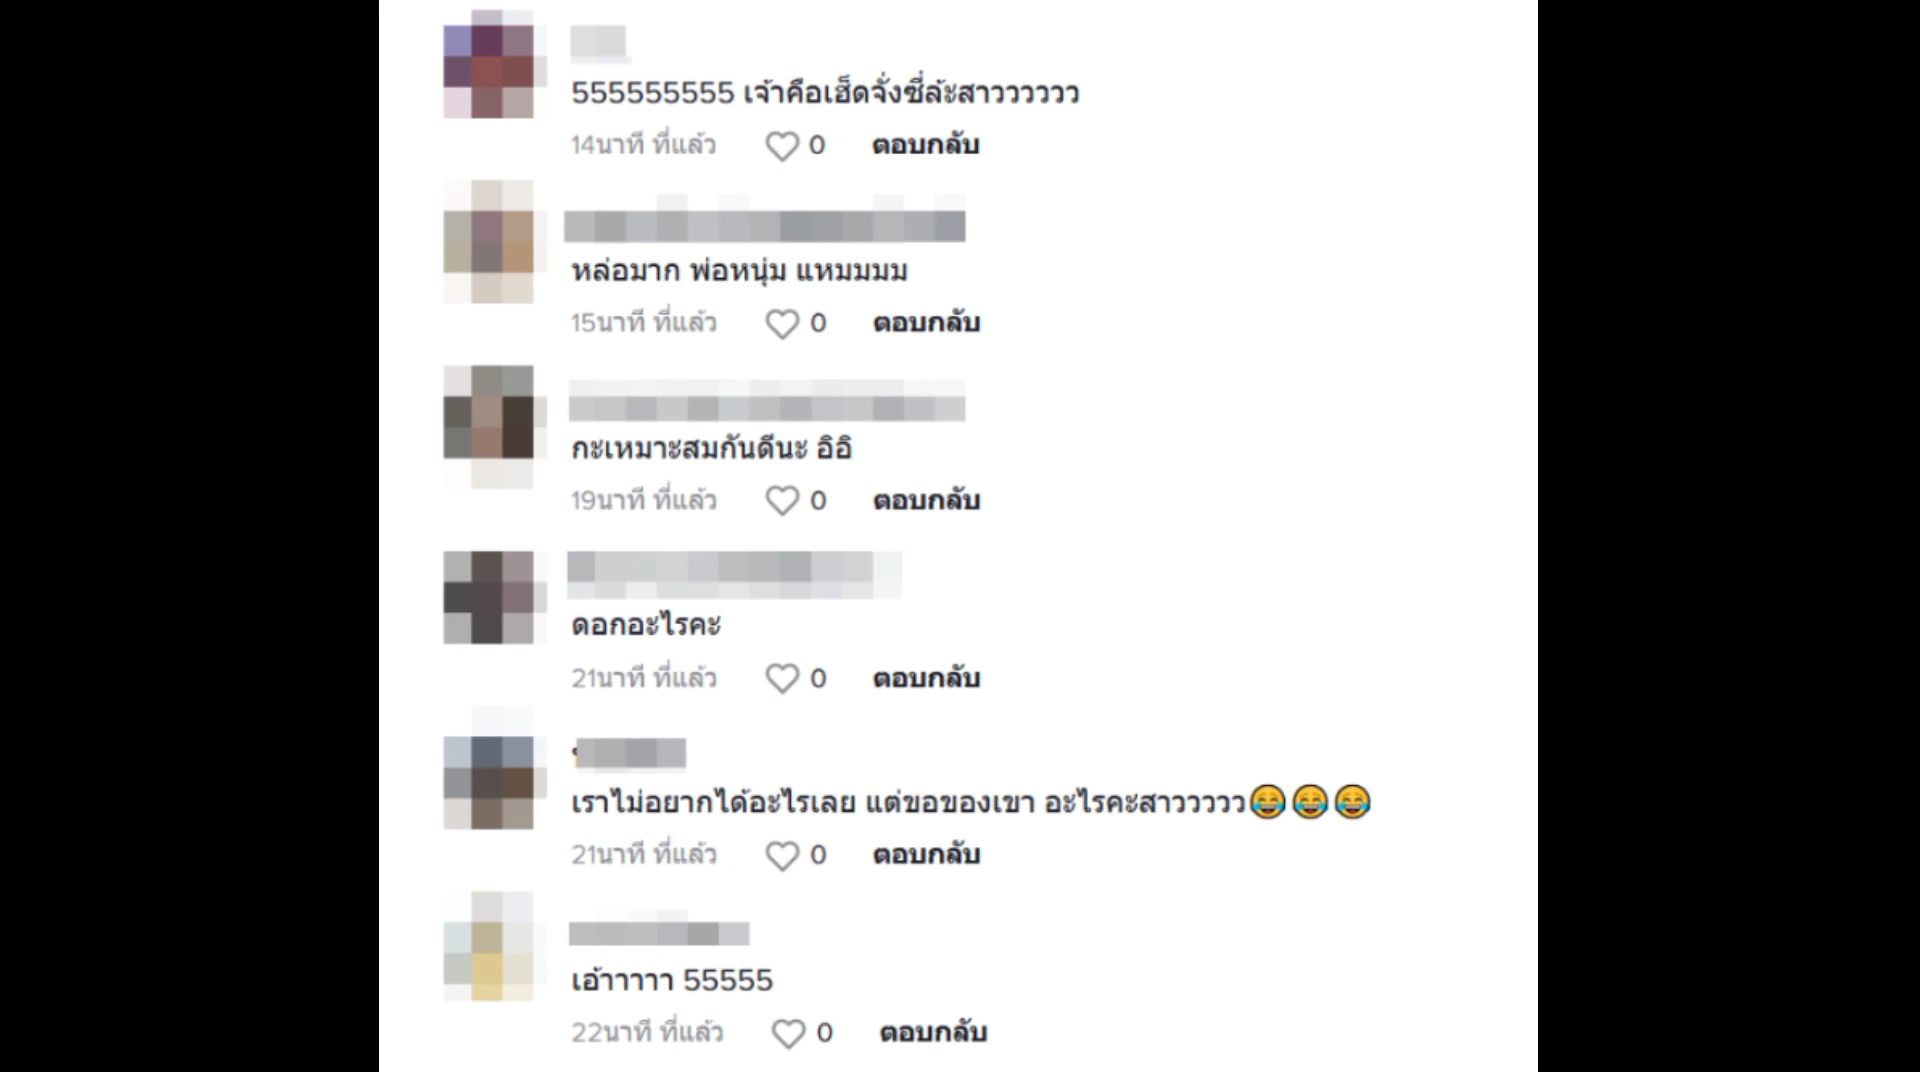 555555555 เจ้าคือเฮ็ดจั่งซี่ล้ะสาวววววว
14นาที ที่แล้ว 0 ตอบกลับ
หล่อมาก พ่อหนุ่ม แหมมมม
15นาที ที่แล้ว 0 ตอบกลับ
กะเหมาะสมกันดีนะ อิอิ
19นาที ที่แล้ว 0 ตอบกลับ
ดอกอะไรคะ
21นาที ที่แล้ว 0 ตอบกลับ
เราไม่อยากได้อะไรเลย แต่ขอของเขา อะไรคะสาววววว😂😂😂
21นาที ที่แล้ว 0 ตอบกลับ
เอ้าาาาา 55555
22นาที ที่แล้ว 0 ตอบกลับ